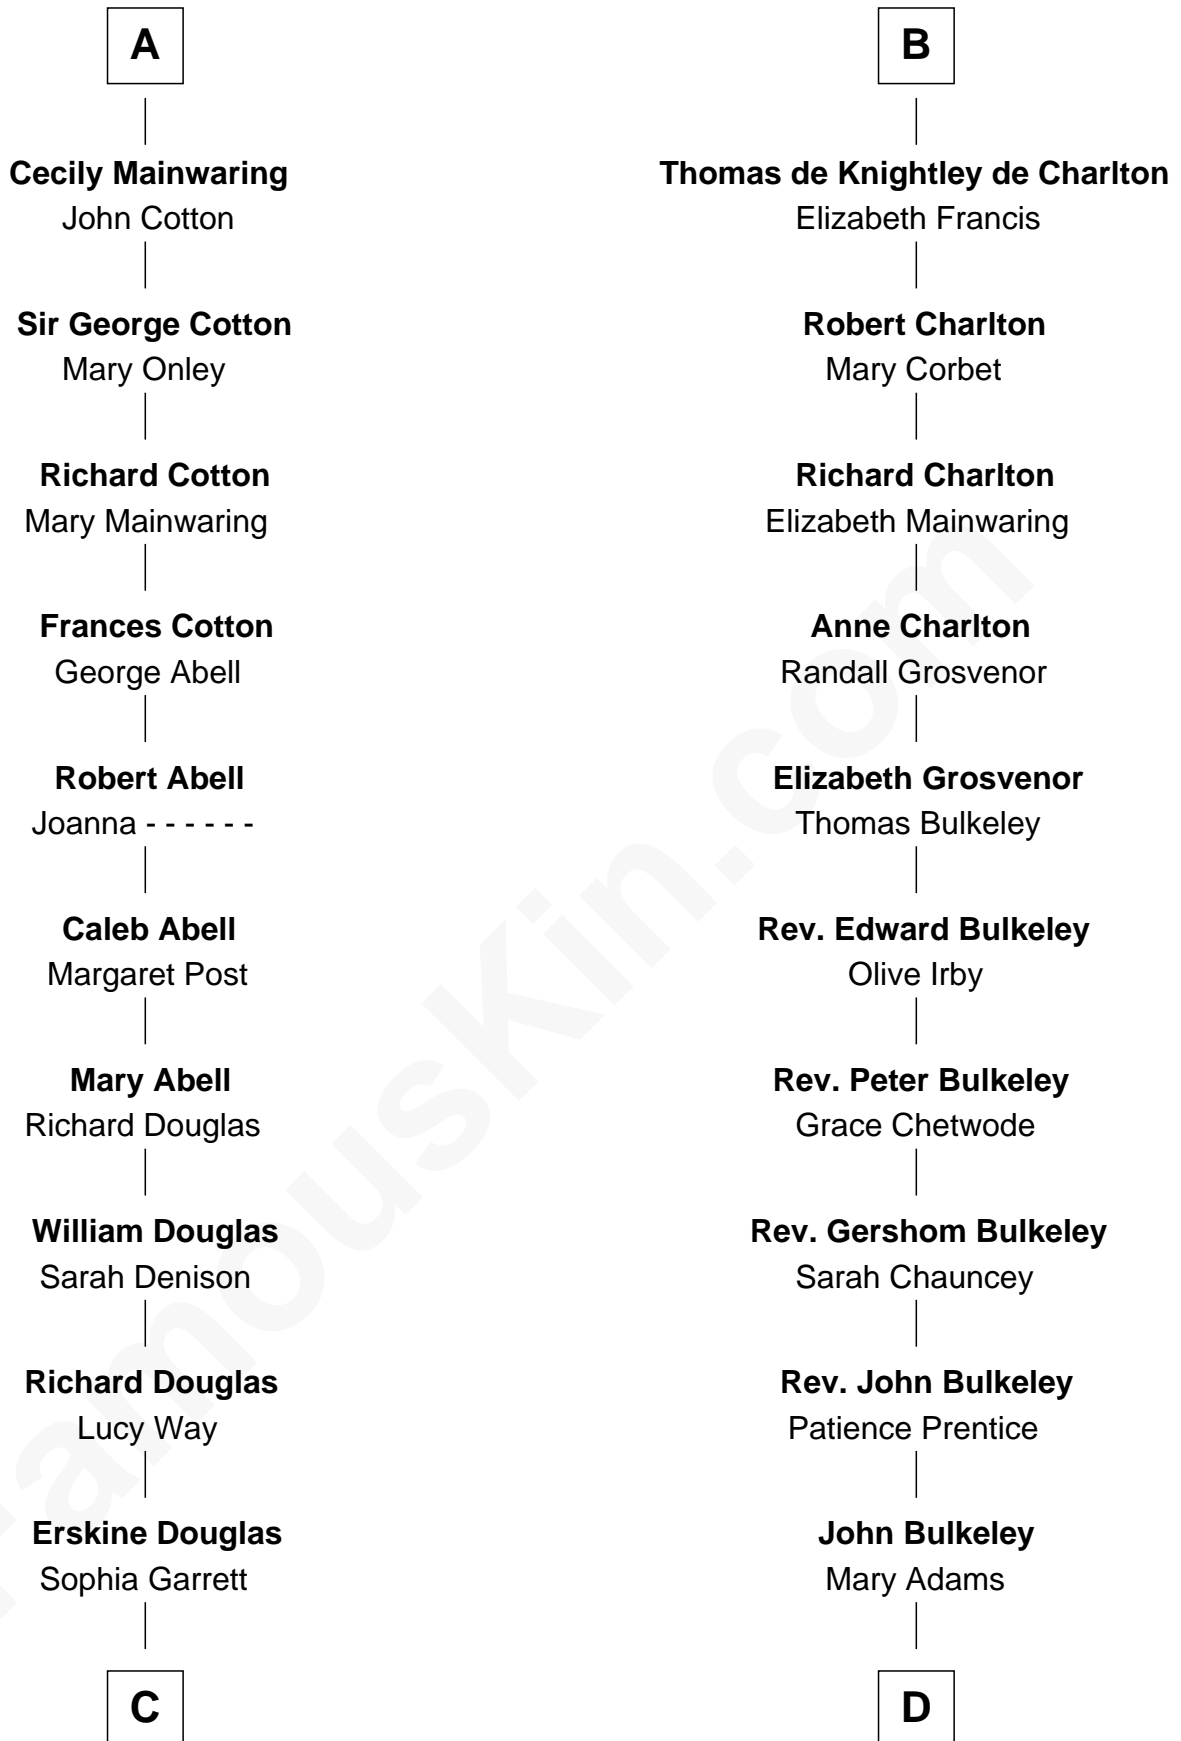 A
Cecily Mainwaring
John Cotton
Sir George Cotton
Mary Onley
Richard Cotton
Mary Mainwaring
Frances Cotton
George Abell
Robert Abell
Joanna - - - - - -
Caleb Abell
Margaret Post
Mary Abell
Richard Douglas
William Douglas
Sarah Denison
Richard Douglas
Lucy Way
Erskine Douglas
Sophia Garrett
C
B
Thomas de Knightley de Charlton
Elizabeth Francis
Robert Charlton
Mary Corbet
Richard Charlton
Elizabeth Mainwaring
Anne Charlton
Randall Grosvenor
Elizabeth Grosvenor
Thomas Bulkeley
Rev. Edward Bulkeley
Olive Irby
Rev. Peter Bulkeley
Grace Chetwode
Rev. Gershom Bulkeley
Sarah Chauncey
Rev. John Bulkeley
Patience Prentice
John Bulkeley
Mary Adams
D
FamousKin.com